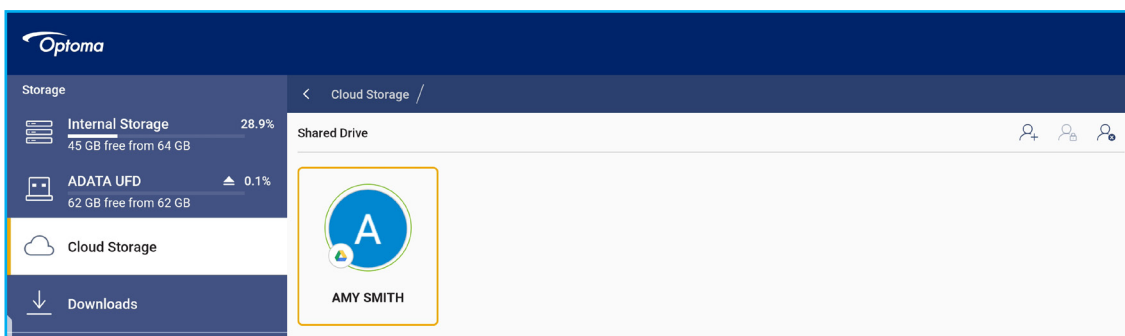 Optoma
Storage
Internal Storage 28.9%
45 GB free from 64 GB
ADATA UFD 0.1%
62 GB free from 62 GB
Cloud Storage
Downloads
Cloud Storage /
Shared Drive
A
AMY SMITH